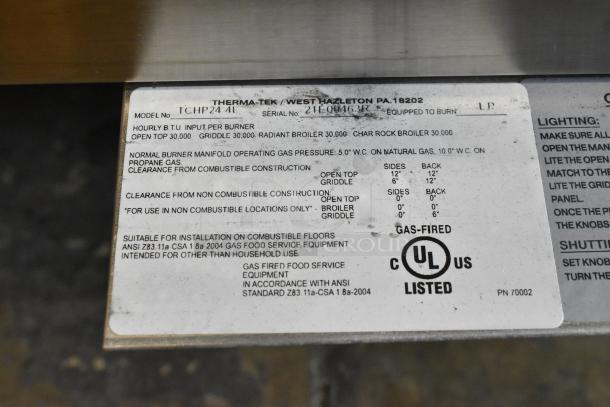 THERMA-TEK / WEST HAZLETON PA. 18202
MODEL No. TCHP24-4L SERIAL No: EQUIPPED TO BURN: LP
HOURLY B.T.U. INPUT PER BURNER
OPEN TOP 30,000 GRIDDLE 30,000 RADIANT BROILER 30,000 CHAR ROCK BROILER 30,000
NORMAL BURNER MANIFOLD OPERATING GAS PRESSURE: 5.0" W.C. ON NATURAL GAS, 10.0" W.C. ON
PROPANE GAS.
CLEARANCE FROM COMBUSTIBLE CONSTRUCTION SIDES BACK
OPEN TOP 12" 12"
GRIDDLE 6" 12"
CLEARANCE FROM NON COMBUSTIBLE CONSTRUCTION: SIDES BACK
OPEN TOP 0" 0"
"FOR USE IN NON COMBUSTIBLE LOCATIONS ONLY" - BROILER 0" 0"
GRIDDLE 0" 6"
SUITABLE FOR INSTALLATION ON COMBUSTIBLE FLOORS
ANSI Z83.11a CSA 1.8a-2004 GAS FOOD SERVICE EQUIPMENT
INTENDED FOR OTHER THAN HOUSEHOLD USE.
GAS FIRED FOOD SERVICE
EQUIPMENT
IN ACCORDANCE WITH ANSI
STANDARD Z83.11a-CSA 1.8a-2004
GAS-FIRED
C UL US
LISTED
PN 70002
LIGHTING:
MAKE SURE ALL
OPEN THE MAN
LITE THE OPEN
MATCH TO THE
LITE THE GRID
PANEL.
ONCE THE P
THE KNOBS
SHUTTI
SET KNOB
TURN THE